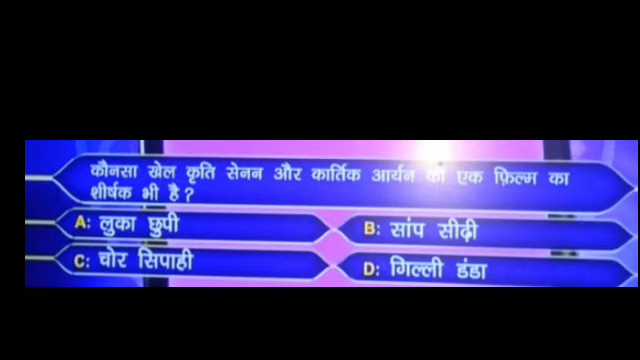 कौनसा खेल कृति सेनन और कार्तिक आर्यन की एक फ़िल्म का
शीर्षक भी है?
A: लुका छुपी
B: सांप सीढ़ी
C: चोर सिपाही
D: गिल्ली डंडा